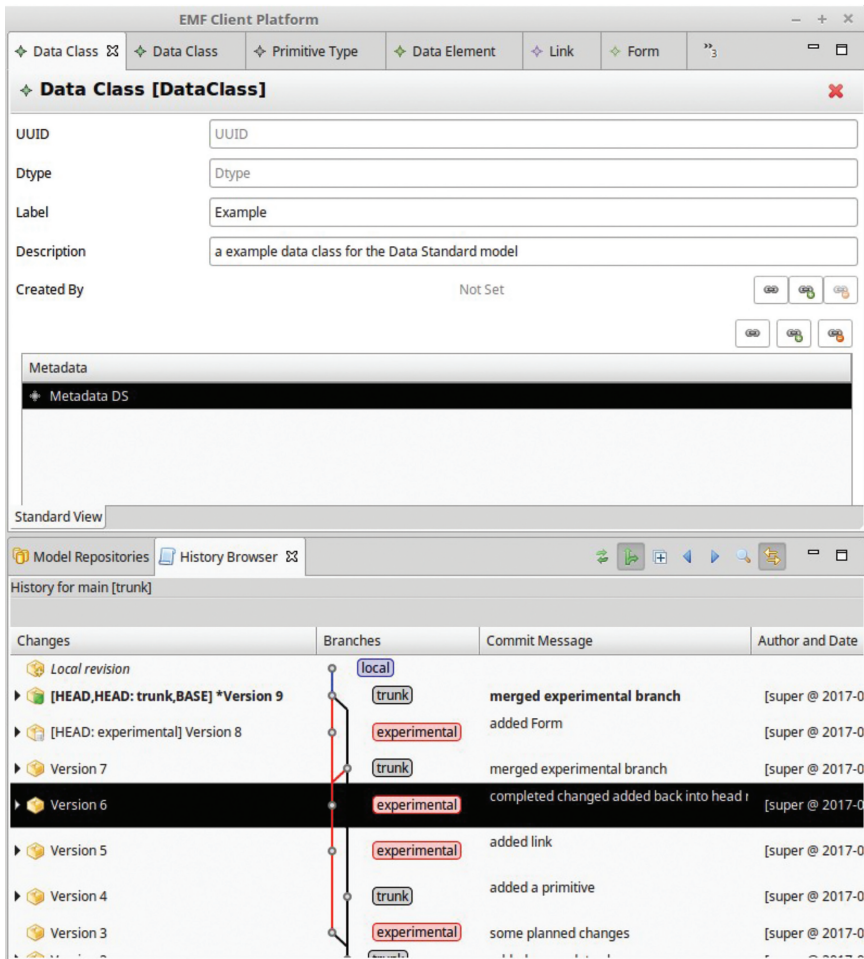 EMF Client Platform
Data Class Data Class Primitive Type Data Element Link Form »3
Data Class [DataClass]
UUID UUID
Dtype Dtype
Label Example
Description a example data class for the Data Standard model
Created By Not Set
Metadata
Metadata DS
Standard View
Model Repositories History Browser
History for main [trunk]
Changes Branches Commit Message Author and Date
Local revision local
[HEAD,HEAD: trunk,BASE] *Version 9 trunk merged experimental branch [super @ 2017-0
[HEAD: experimental] Version 8 experimental added Form [super @ 2017-0
Version 7 trunk merged experimental branch [super @ 2017-0
Version 6 experimental completed changed added back into head r [super @ 2017-0
Version 5 experimental added link [super @ 2017-0
Version 4 trunk added a primitive [super @ 2017-0
Version 3 experimental some planned changes [super @ 2017-0